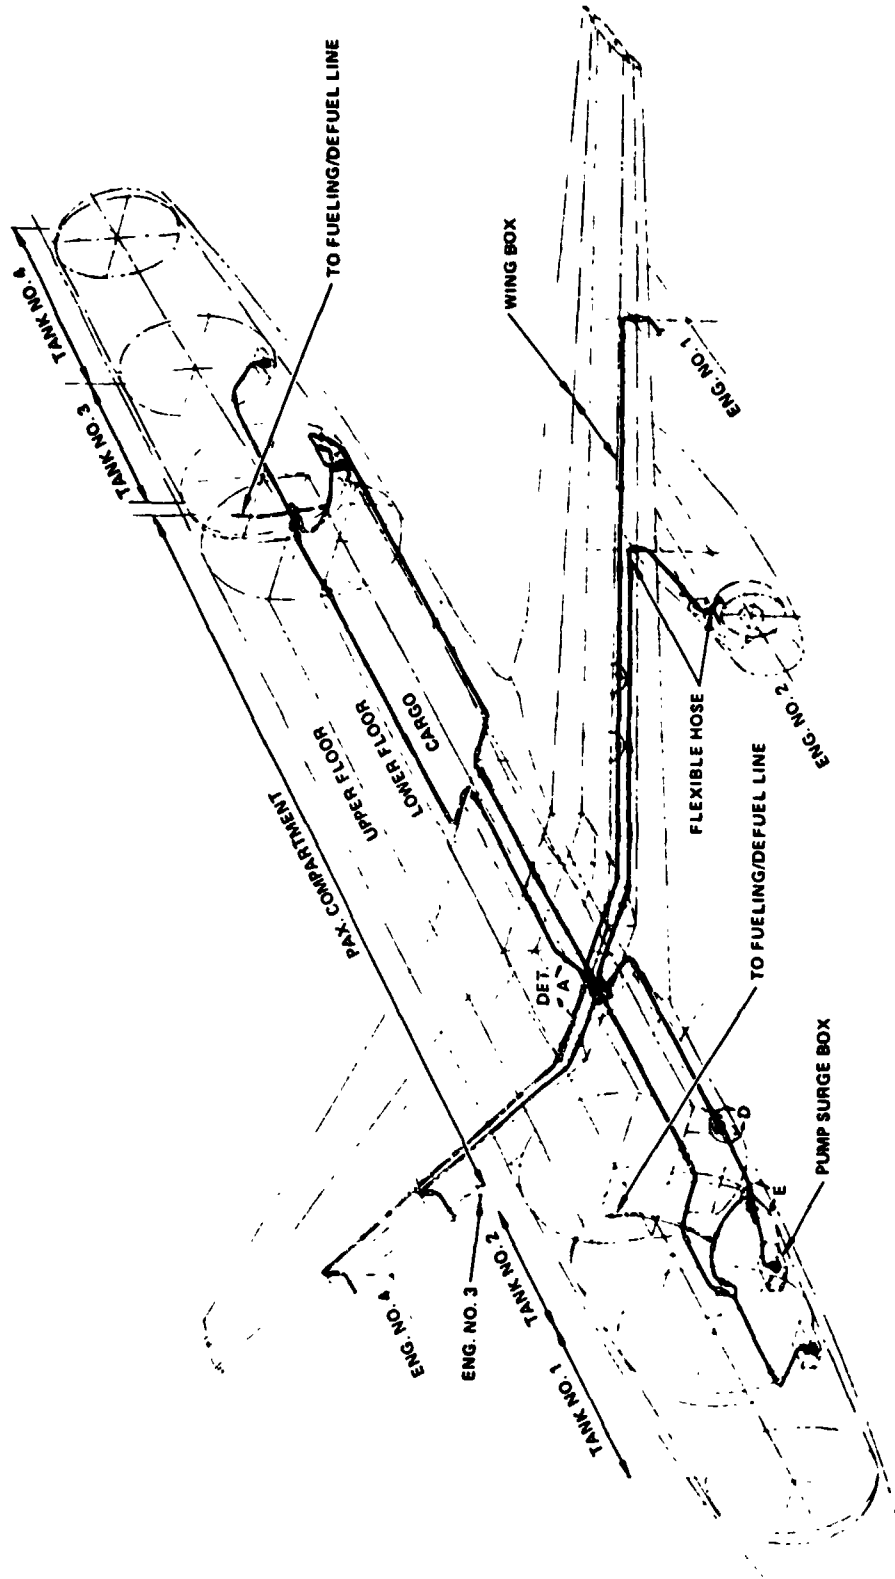 TANK NO. 4
TANK NO. 3
TO FUELING/DEFUEL LINE
WING BOX
ENG. NO. 1
PAX. COMPARTMENT
UPPER FLOOR
LOWER FLOOR
CARGO
FLEXIBLE HOSE
ENG. NO. 2
TO FUELING/DEFUEL LINE
DET.
A
D
E
PUMP SURGE BOX
ENG. NO. 4
ENG. NO. 3
TANK NO. 2
TANK NO. 1